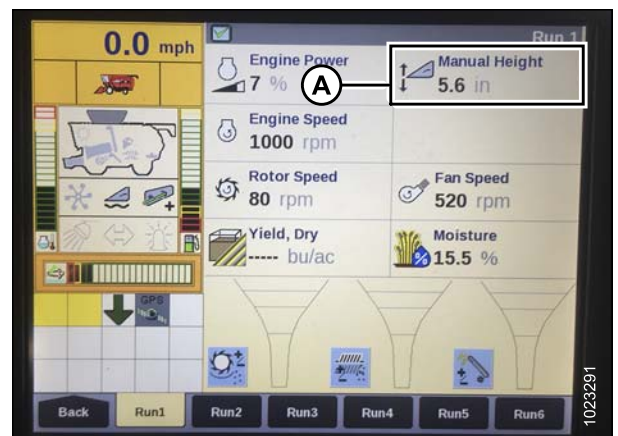 0.0 mph
Run 1
Engine Power
7 %
A
Manual Height
5.6 in
Engine Speed
1000 rpm
Rotor Speed
80 rpm
Fan Speed
520 rpm
Yield, Dry
----- bu/ac
Moisture
% 15.5 %
GPS
Back
Run1
Run2
Run3
Run4
Run5
Run6
1023291